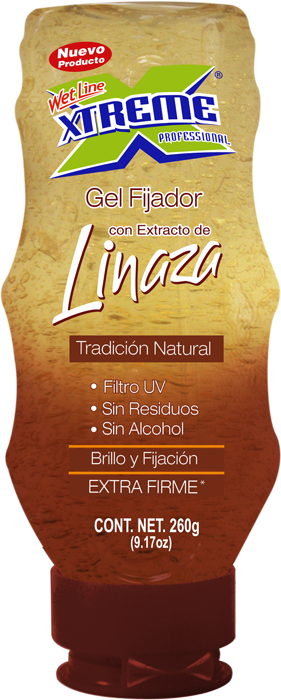 Nuevo
Producto
Wet Line
XTREME®
PROFESSIONAL
Gel Fijador
con Extracto de
Linaza
Tradición Natural
• Filtro UV
• Sin Residuos
• Sin Alcohol
Brillo y Fijación
EXTRA FIRME*
CONT. NET. 260g
(9.17oz)